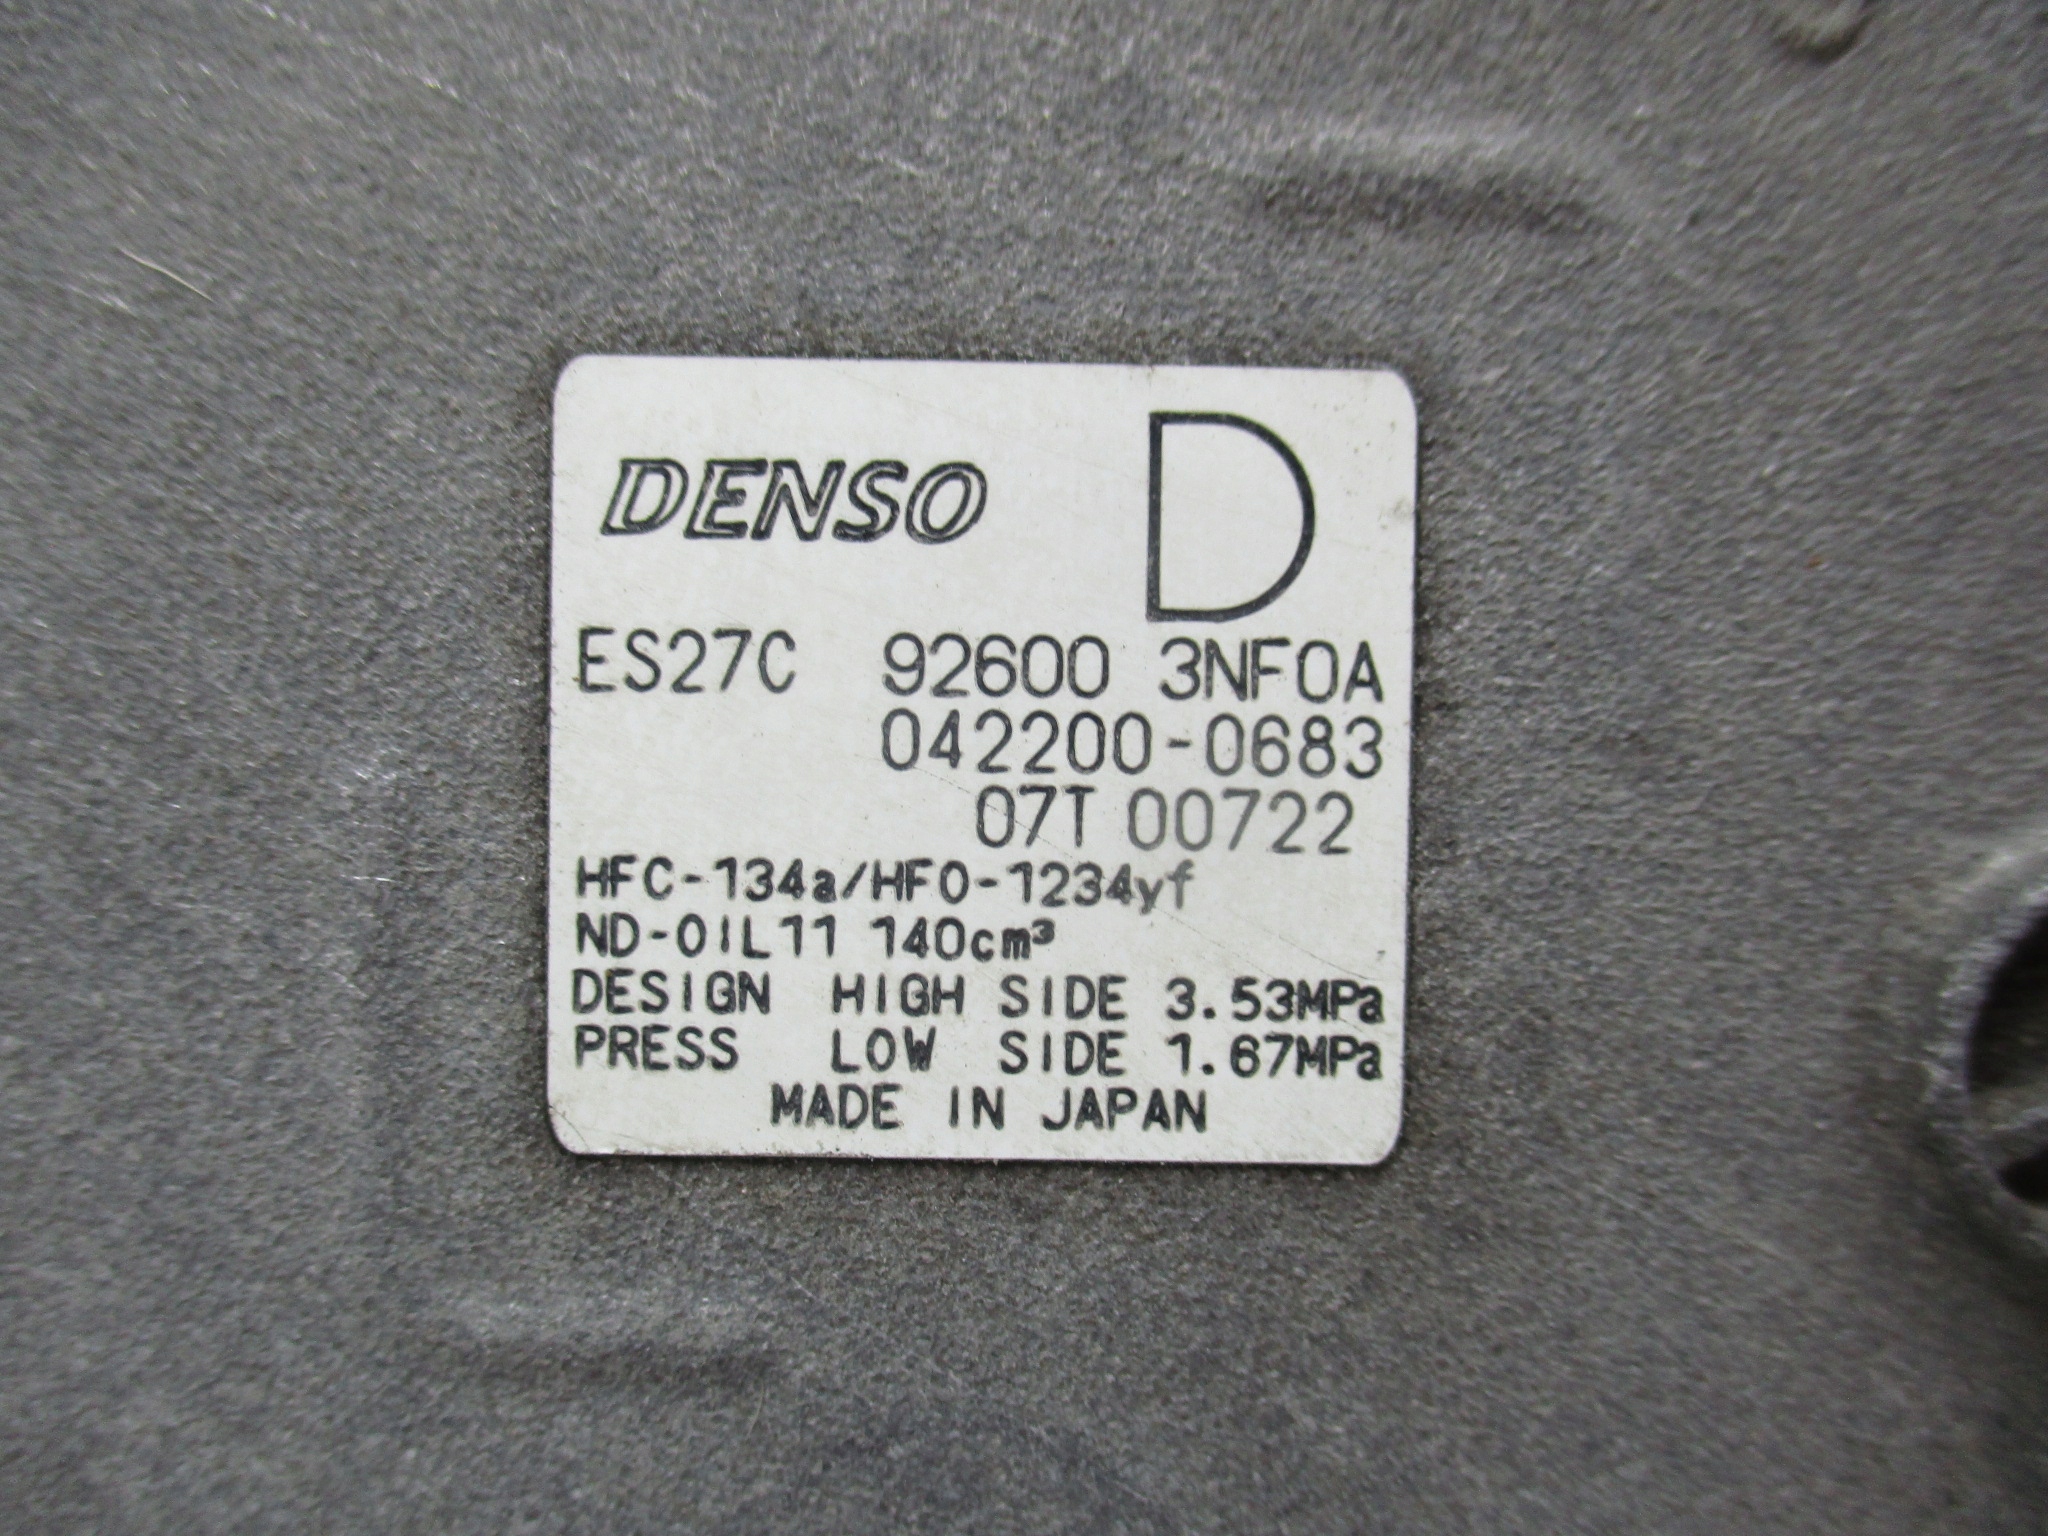 DENSO D
ES27C 92600 3NF0A
042200-0683
07T 00722
HFC-134a/HFO-1234yf
ND-OIL11 140cm³
DESIGN HIGH SIDE 3.53MPa
PRESS LOW SIDE 1.67MPa
MADE IN JAPAN